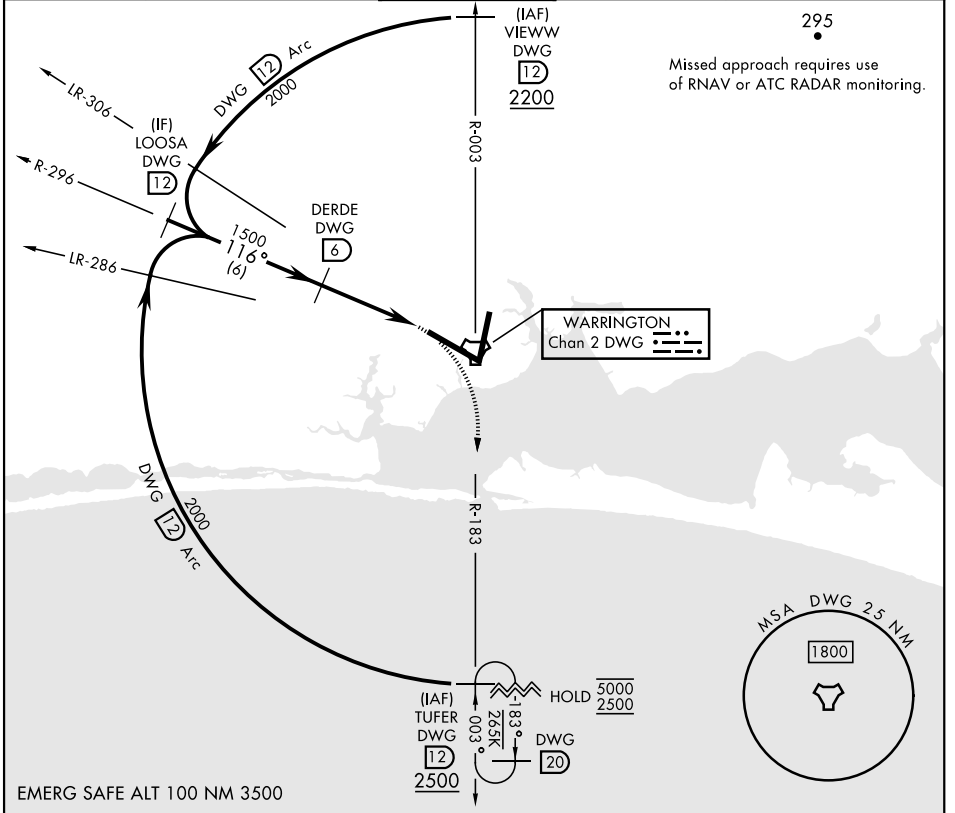 (IAF)
VIEWW
DWG
12
2200
295
Missed approach requires use
of RNAV or ATC RADAR monitoring.
DWG 12 Arc
2000
LR-306
(IF)
LOOSA
DWG
12
R-296
LR-286
R-003
DERDE
DWG
6
1500
116°
(6)
WARRINGTON
Chan 2 DWG
R-183
DWG 12 Arc
2000
MSA DWG 25 NM
1800
(IAF)
TUFER
DWG
12
2500
003°
265K
183°
HOLD
5000
2500
DWG
20
EMERG SAFE ALT 100 NM 3500